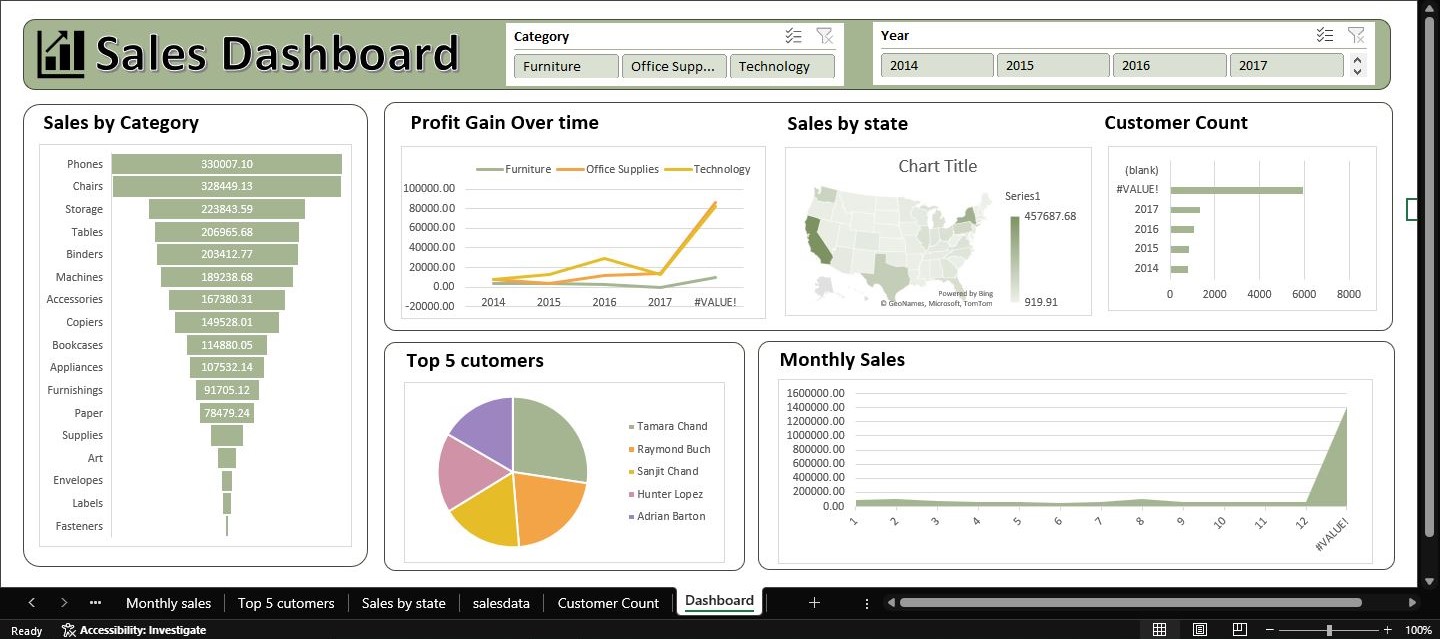 Sales Dashboard
Category
Furniture
Office Supp...
Technology
Year
2014
2015
2016
2017
Sales by Category
Phones 330007.10
Chairs 328449.13
Storage 223843.59
Tables 206965.68
Binders 203412.77
Machines 189238.68
Accessories 167380.31
Copiers 149528.01
Bookcases 114880.05
Appliances 107532.14
Furnishings 91705.12
Paper 78479.24
Supplies
Art
Envelopes
Labels
Fasteners
Profit Gain Over time
Furniture Office Supplies Technology
100000.00
80000.00
60000.00
40000.00
20000.00
0.00
-20000.00
2014 2015 2016 2017 #VALUE!
Sales by state
Chart Title
Series1
457687.68
919.91
Powered by Bing
© GeoNames, Microsoft, TomTom
Customer Count
(blank)
#VALUE!
2017
2016
2015
2014
0 2000 4000 6000 8000
Top 5 cutomers
Tamara Chand
Raymond Buch
Sanjit Chand
Hunter Lopez
Adrian Barton
Monthly Sales
1600000.00
1400000.00
1200000.00
1000000.00
800000.00
600000.00
400000.00
200000.00
0.00
1 2 3 4 5 6 7 8 9 10 11 12 #VALUE!
... Monthly sales Top 5 cutomers Sales by state salesdata Customer Count Dashboard
Ready Accessibility: Investigate 100%